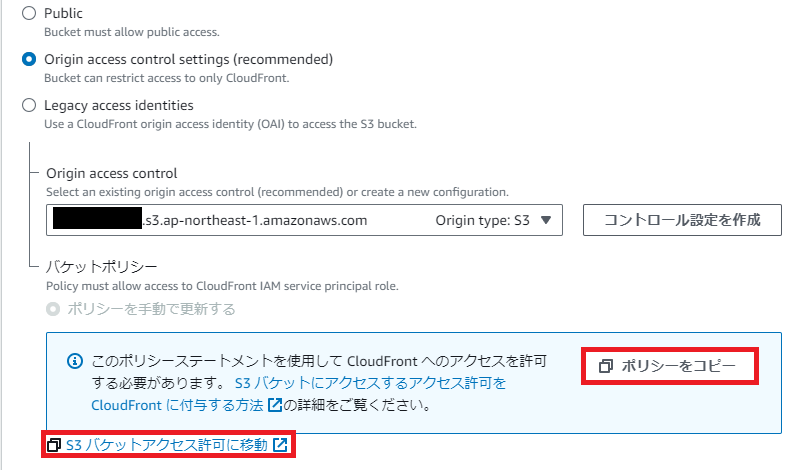 Public
Bucket must allow public access.
Origin access control settings (recommended)
Bucket can restrict access to only CloudFront.
Legacy access identities
Use a CloudFront origin access identity (OAI) to access the S3 bucket.
Origin access control
Select an existing origin access control (recommended) or create a new configuration.
.s3.ap-northeast-1.amazonaws.com Origin type: S3 コントロール設定を作成
バケットポリシー
Policy must allow access to CloudFront IAM service principal role.
ポリシーを手動で更新する
このポリシーステートメントを使用して CloudFront へのアクセスを許可
する必要があります。 S3 バケットにアクセスするアクセス許可を
CloudFront に付与する方法 の詳細をご覧ください。
ポリシーをコピー
S3 バケットアクセス許可に移動